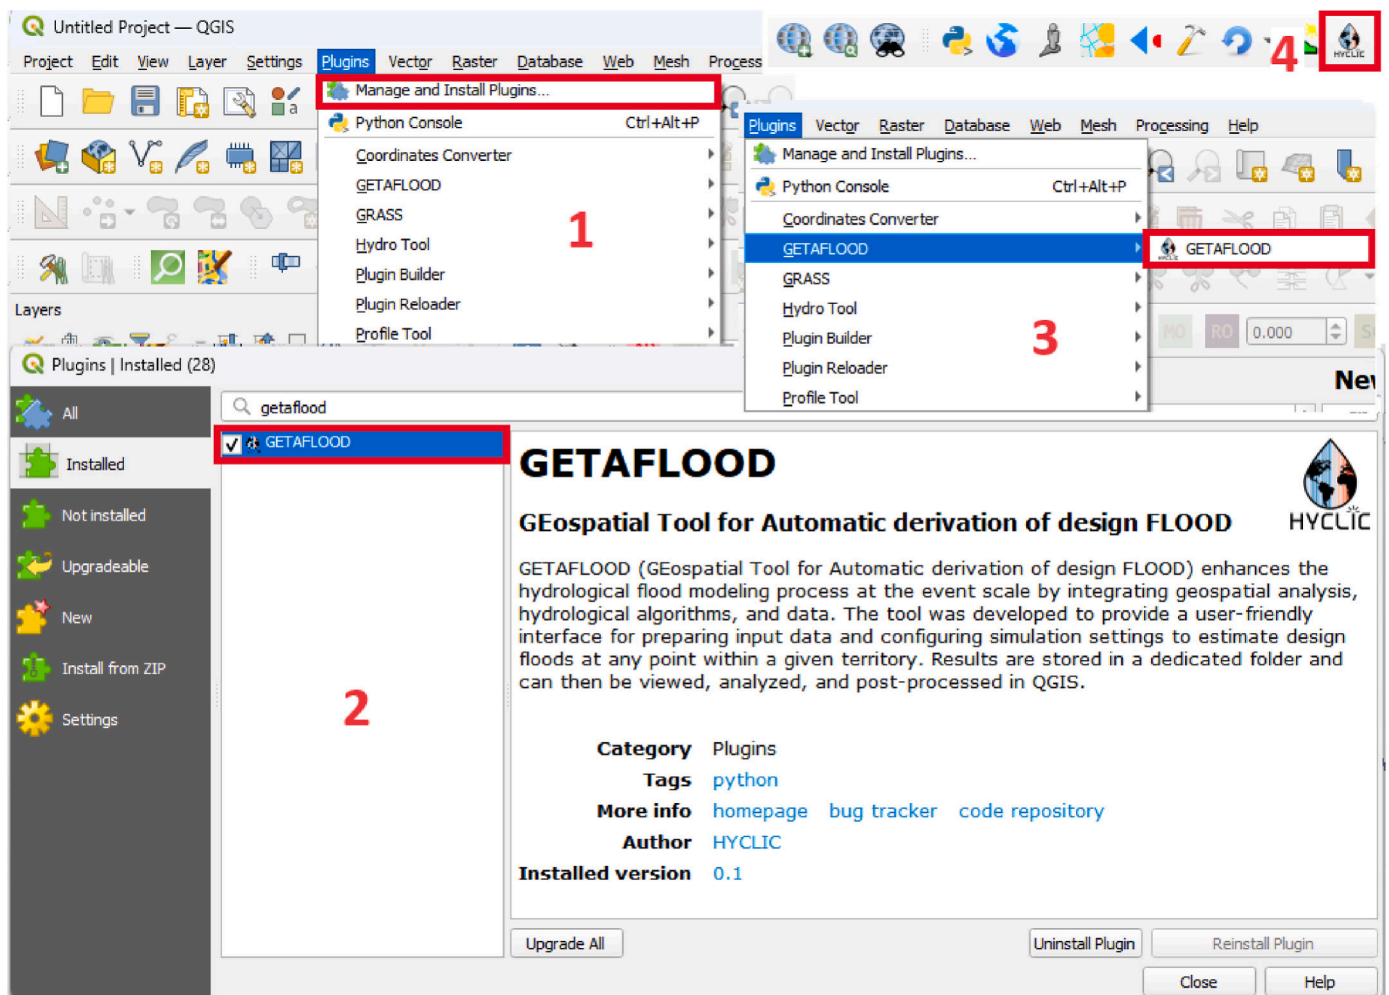 Untitled Project — QGIS
Project Edit View Layer Settings Plugins Vector Raster Database Web Mesh Process
Manage and Install Plugins...
Python Console Ctrl+Alt+P
Coordinates Converter
GETAFLOOD
GRASS
Hydro Tool
Plugin Builder
Plugin Reloader
Profile Tool
1
Layers
4
HYCLIC
Plugins Vector Raster Database Web Mesh Processing Help
Manage and Install Plugins...
Python Console Ctrl+Alt+P
Coordinates Converter
GETAFLOOD
GETAFLOOD
GRASS
Hydro Tool
Plugin Builder
Plugin Reloader
Profile Tool
3
MO RO 0.000
Plugins | Installed (28)
All
Installed
Not installed
Upgradeable
New
Install from ZIP
Settings
getaflood
GETAFLOOD
2
GETAFLOOD
HYCLIC
GEospatial Tool for Automatic derivation of design FLOOD
GETAFLOOD (GEospatial Tool for Automatic derivation of design FLOOD) enhances the
hydrological flood modeling process at the event scale by integrating geospatial analysis,
hydrological algorithms, and data. The tool was developed to provide a user-friendly
interface for preparing input data and configuring simulation settings to estimate design
floods at any point within a given territory. Results are stored in a dedicated folder and
can then be viewed, analyzed, and post-processed in QGIS.
Category Plugins
Tags python
More info homepage bug tracker code repository
Author HYCLIC
Installed version 0.1
Upgrade All
Uninstall Plugin
Reinstall Plugin
Close
Help